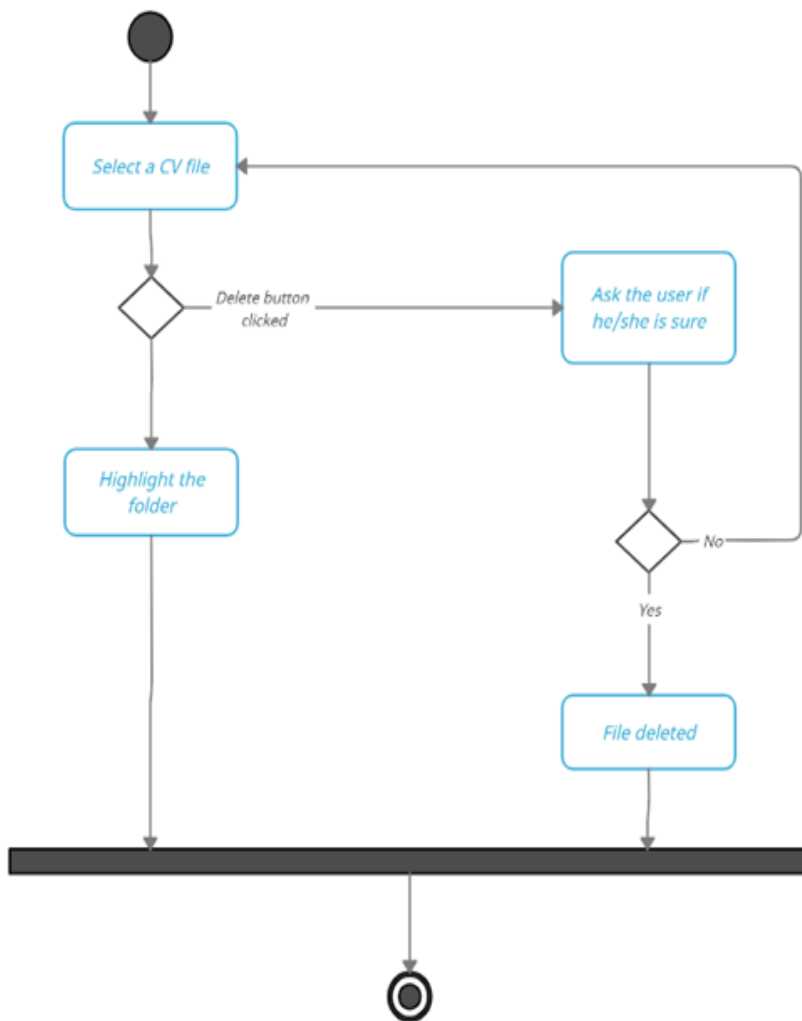 Select a CV file
Delete button
clicked
Ask the user if
he/she is sure
Highlight the
folder
No
Yes
File deleted